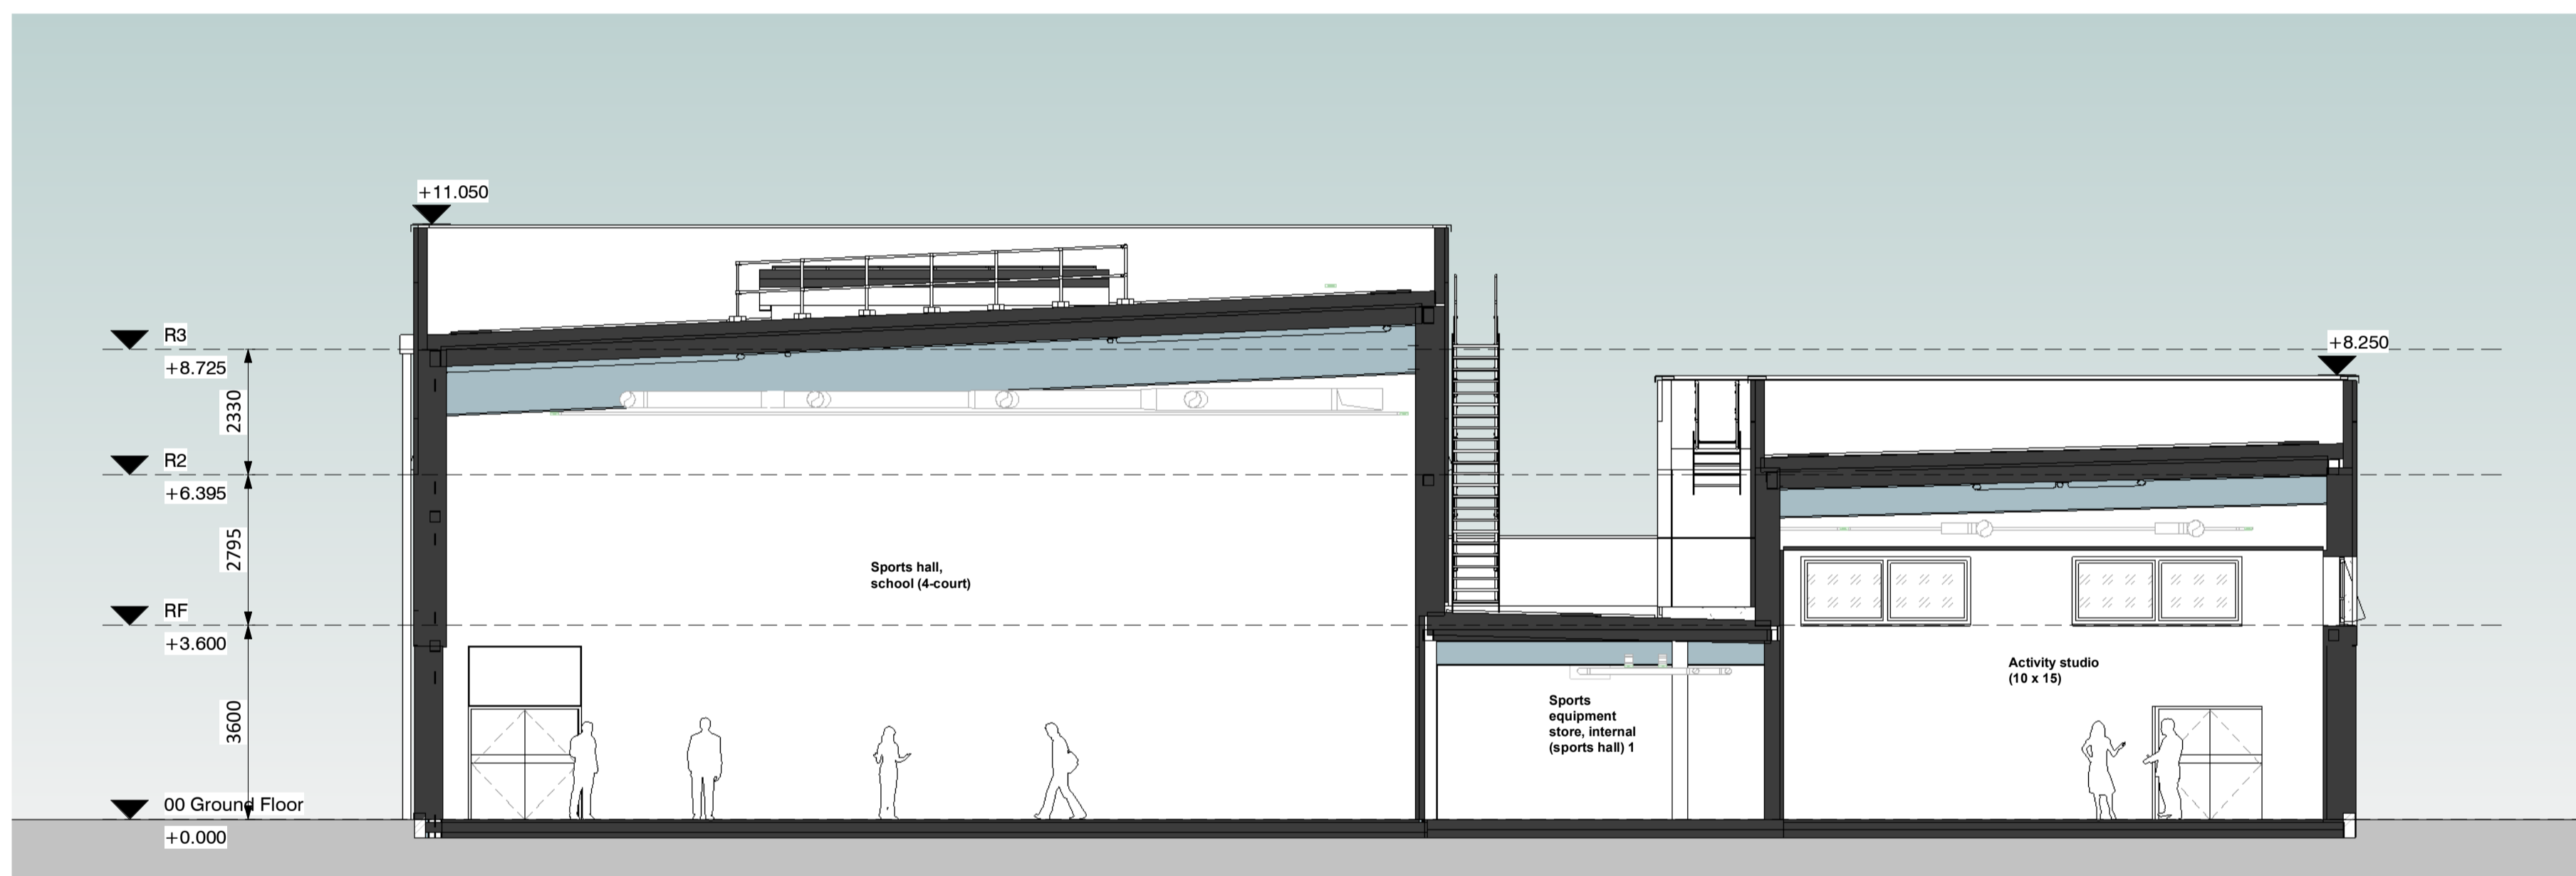 +11.050
R3
+8.725
+8.250
2330
R2
+6.395
2795
Sports hall,
school (4-court)
RF
+3.600
Activity studio
(10 x 15)
3600
Sports
equipment
store, internal
(sports hall) 1
00 Ground Floor
+0.000